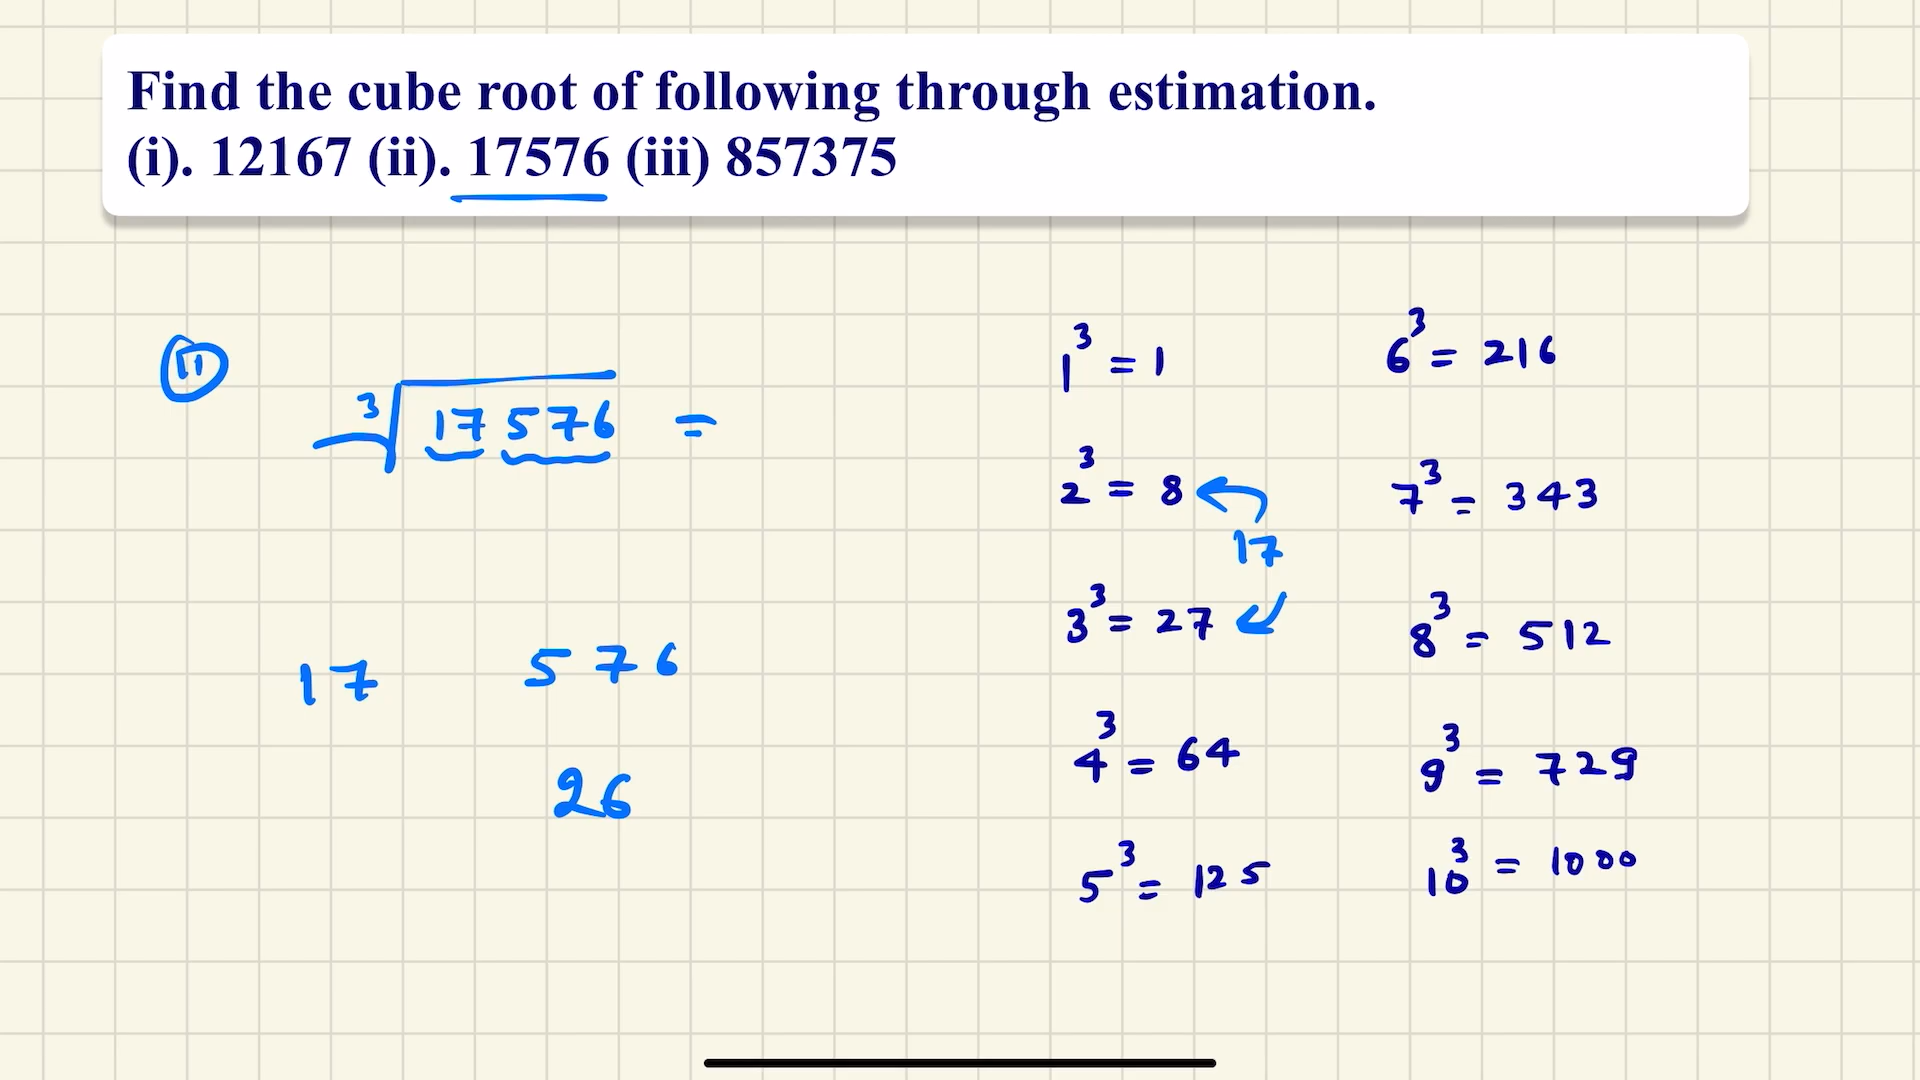 Find the cube root of following through estimation.
(i). 12167 (ii). 17576 (iii) 857375
(ii)
∛17576 =
17 576
26
1³ = 1
2³ = 8
17
3³ = 27
4³ = 64
5³ = 125
6³ = 216
7³ = 343
8³ = 512
9³ = 729
10³ = 1000